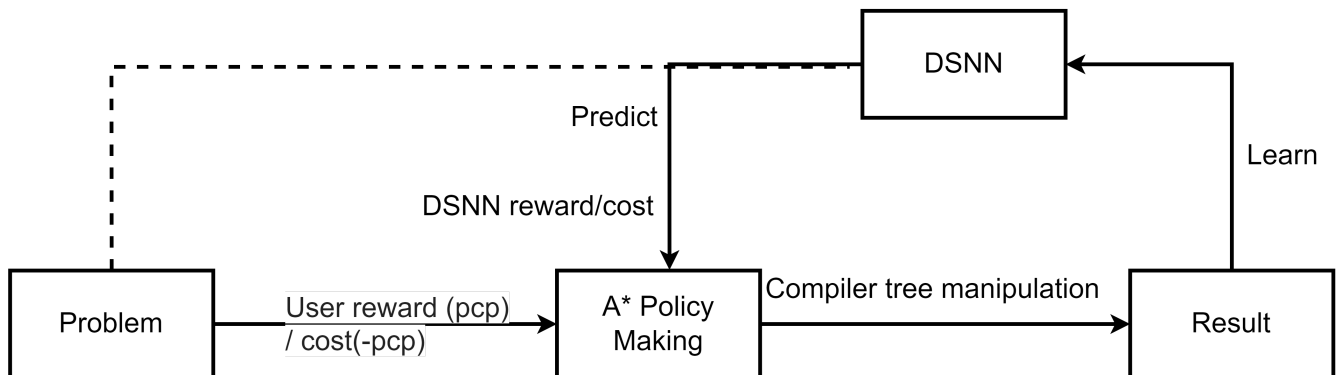 DSNN
Predict
Learn
DSNN reward/cost
Problem
User reward (pcp)
/ cost(-pcp)
A* Policy
Making
Compiler tree manipulation
Result